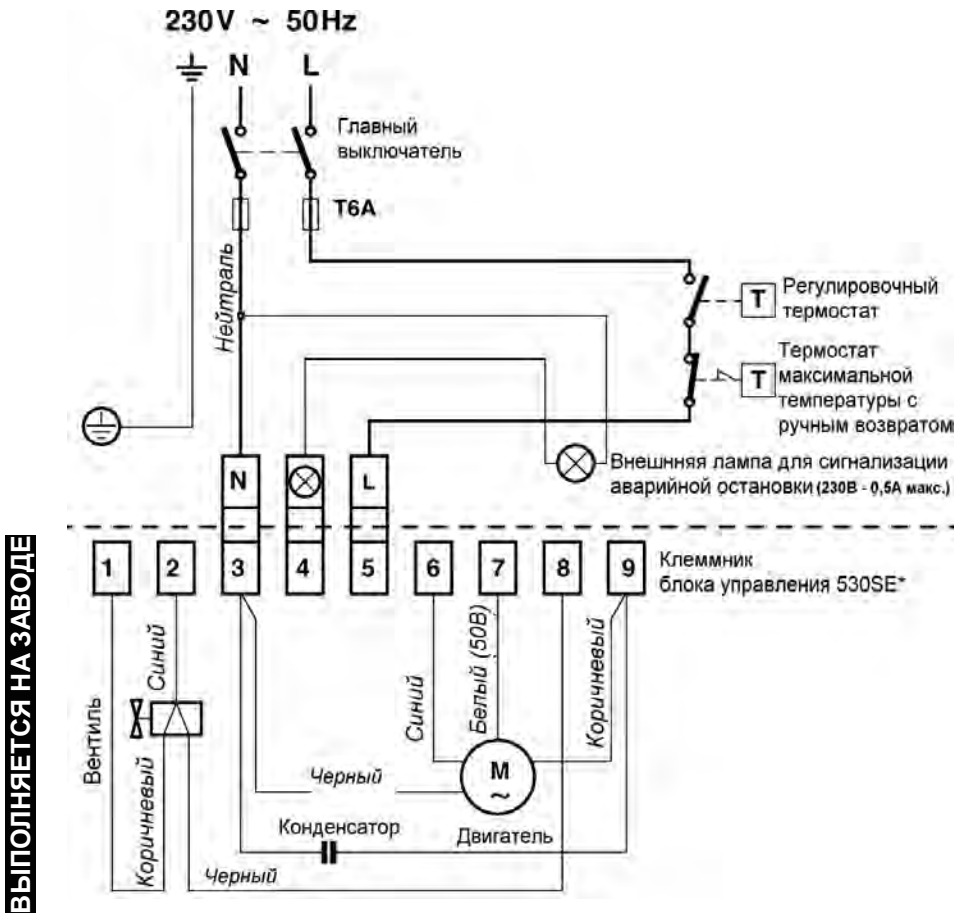 230V ~ 50Hz
N L
Главный
выключатель
T6A
Нейтраль
T
Регулировочный
термостат
T
Термостат
максимальной
температуры с
ручным возвратом
N
L
Внешнняя лампа для сигнализации
аварийной остановки (230В - 0,5А макс.)
1 2 3 4 5 6 7 8 9
Клеммник
блока управления 530SE*
ВЫПОЛНЯЕТСЯ НА ЗАВОДЕ
Вентиль
Синий
Коричневый
Черный
Синий
Белый (50В)
Коричневый
Черный
M
~
Конденсатор
Двигатель